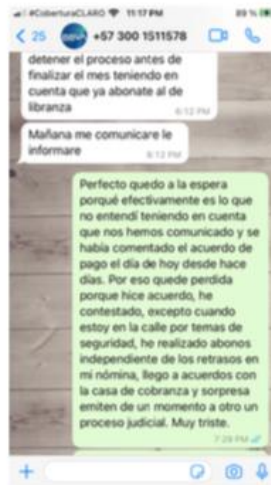 #CoberturaCLARO 11:17 PM 89 %
25 +57 300 1511578
detener el proceso antes de
finalizar el mes teniendo en
cuenta que ya abonate al de
libranza
6:12 PM
Mañana me comunicare le
informare
6:12 PM
Perfecto quedo a la espera
porqué efectivamente es lo que
no entendí teniendo en cuenta
que nos hemos comunicado y se
había comentado el acuerdo de
pago el día de hoy desde hace
días. Por eso quede perdida
porque hice acuerdo, he
contestado, excepto cuando
estoy en la calle por temas de
seguridad, he realizado abonos
independiente de los retrasos en
mi nómina, llego a acuerdos con
la casa de cobranza y sorpresa
emiten de un momento a otro un
proceso judicial. Muy triste.
7:28 PM